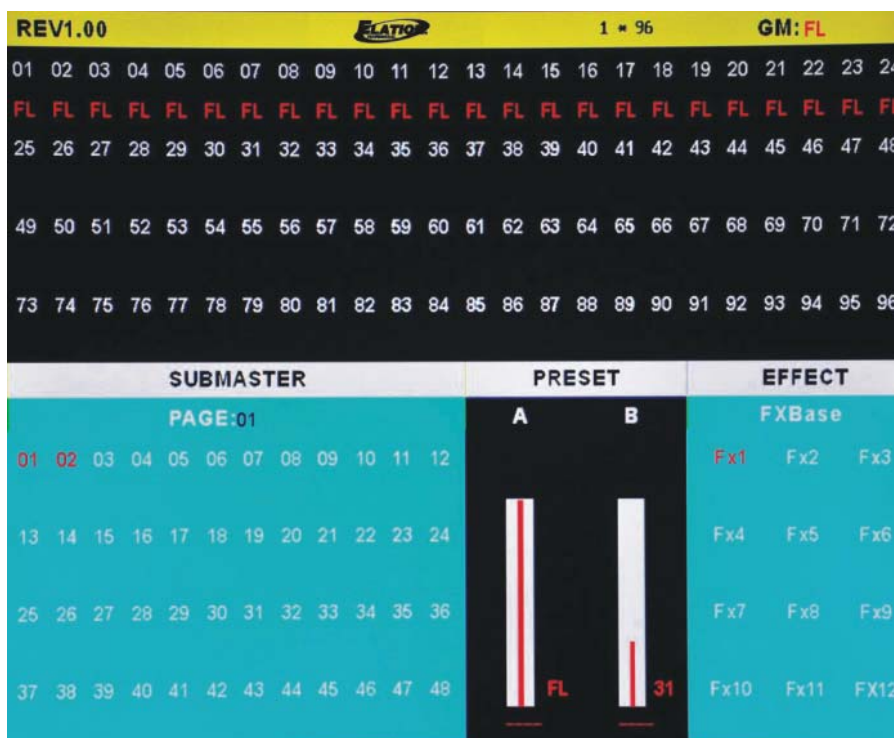 REV1.00 ELATION 1 * 96 GM:FL
01 02 03 04 05 06 07 08 09 10 11 12 13 14 15 16 17 18 19 20 21 22 23 24
FL FL FL FL FL FL FL FL FL FL FL FL FL FL FL FL FL FL FL FL FL FL FL FL
25 26 27 28 29 30 31 32 33 34 35 36 37 38 39 40 41 42 43 44 45 46 47 48
49 50 51 52 53 54 55 56 57 58 59 60 61 62 63 64 65 66 67 68 69 70 71 72
73 74 75 76 77 78 79 80 81 82 83 84 85 86 87 88 89 90 91 92 93 94 95 96
SUBMASTER
PAGE:01
01 02 03 04 05 06 07 08 09 10 11 12
13 14 15 16 17 18 19 20 21 22 23 24
25 26 27 28 29 30 31 32 33 34 35 36
37 38 39 40 41 42 43 44 45 46 47 48
PRESET
A B
FL 31
---- ----
EFFECT
FXBase
Fx1 Fx2 Fx3
Fx4 Fx5 Fx6
Fx7 Fx8 Fx9
Fx10 Fx11 FX12